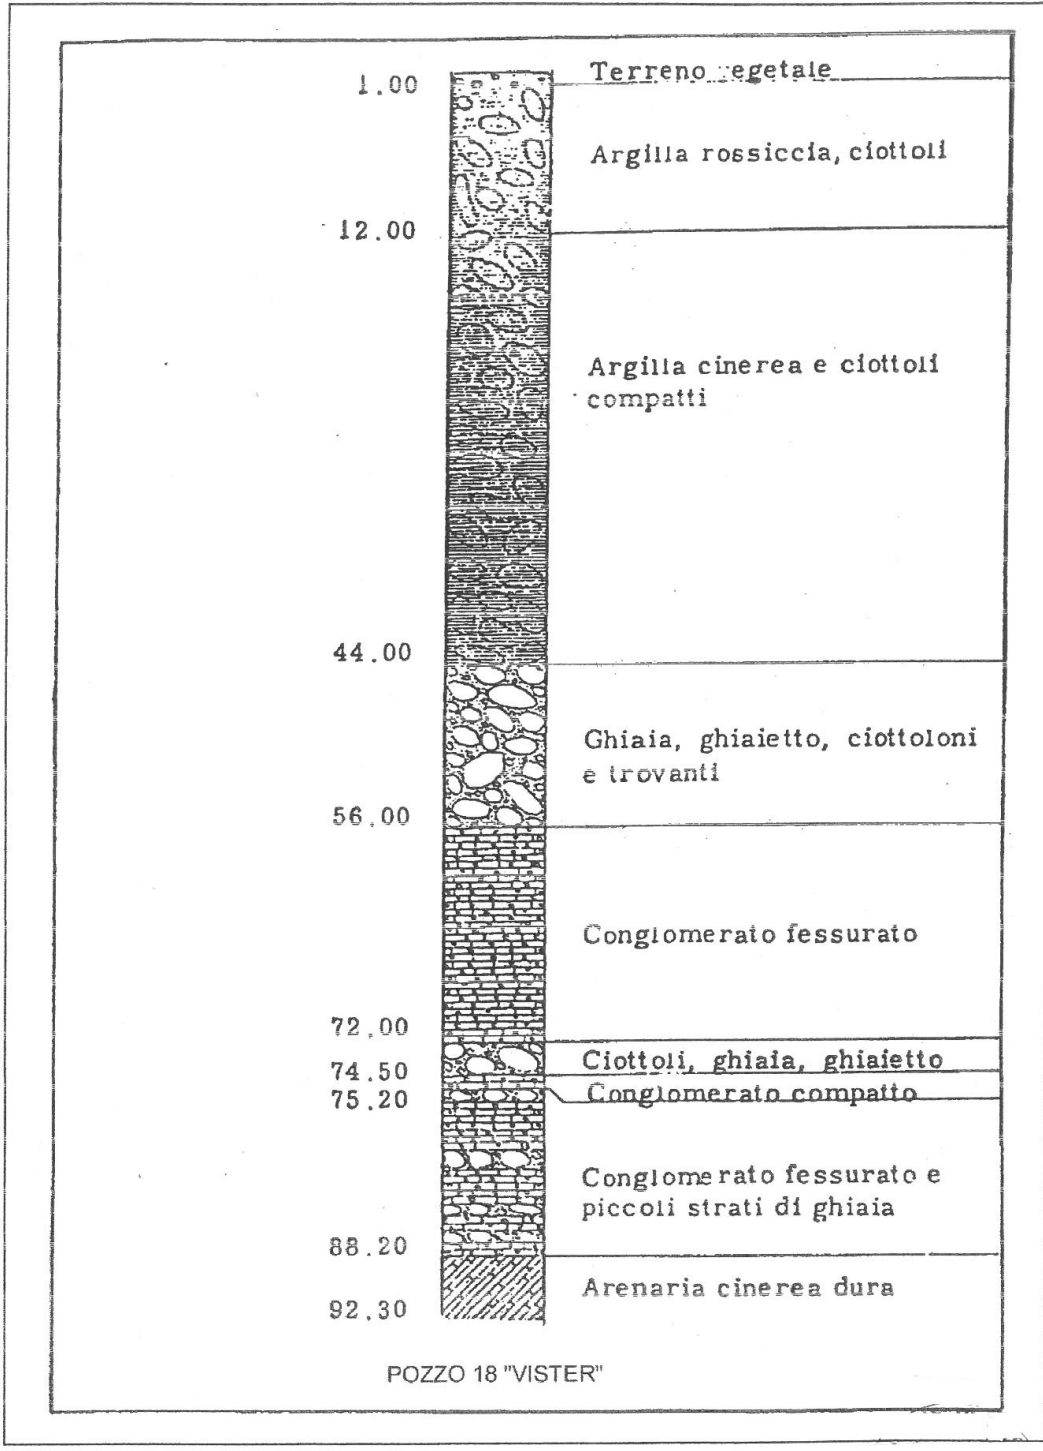 Terreno vegetale
1.00
Argilla rossiccia, ciottoli
12.00
Argilla cinerea e ciottoli
compatti
44.00
Ghiaia, ghiaietto, ciottoloni
e trovanti
56.00
Conglomerato fessurato
72.00
Ciottoli, ghiaia, ghiaietto
74.50
Conglomerato compatto
75.20
Conglomerato fessurato e
piccoli strati di ghiaia
88.20
Arenaria cinerea dura
92.30
POZZO 18 "VISTER"